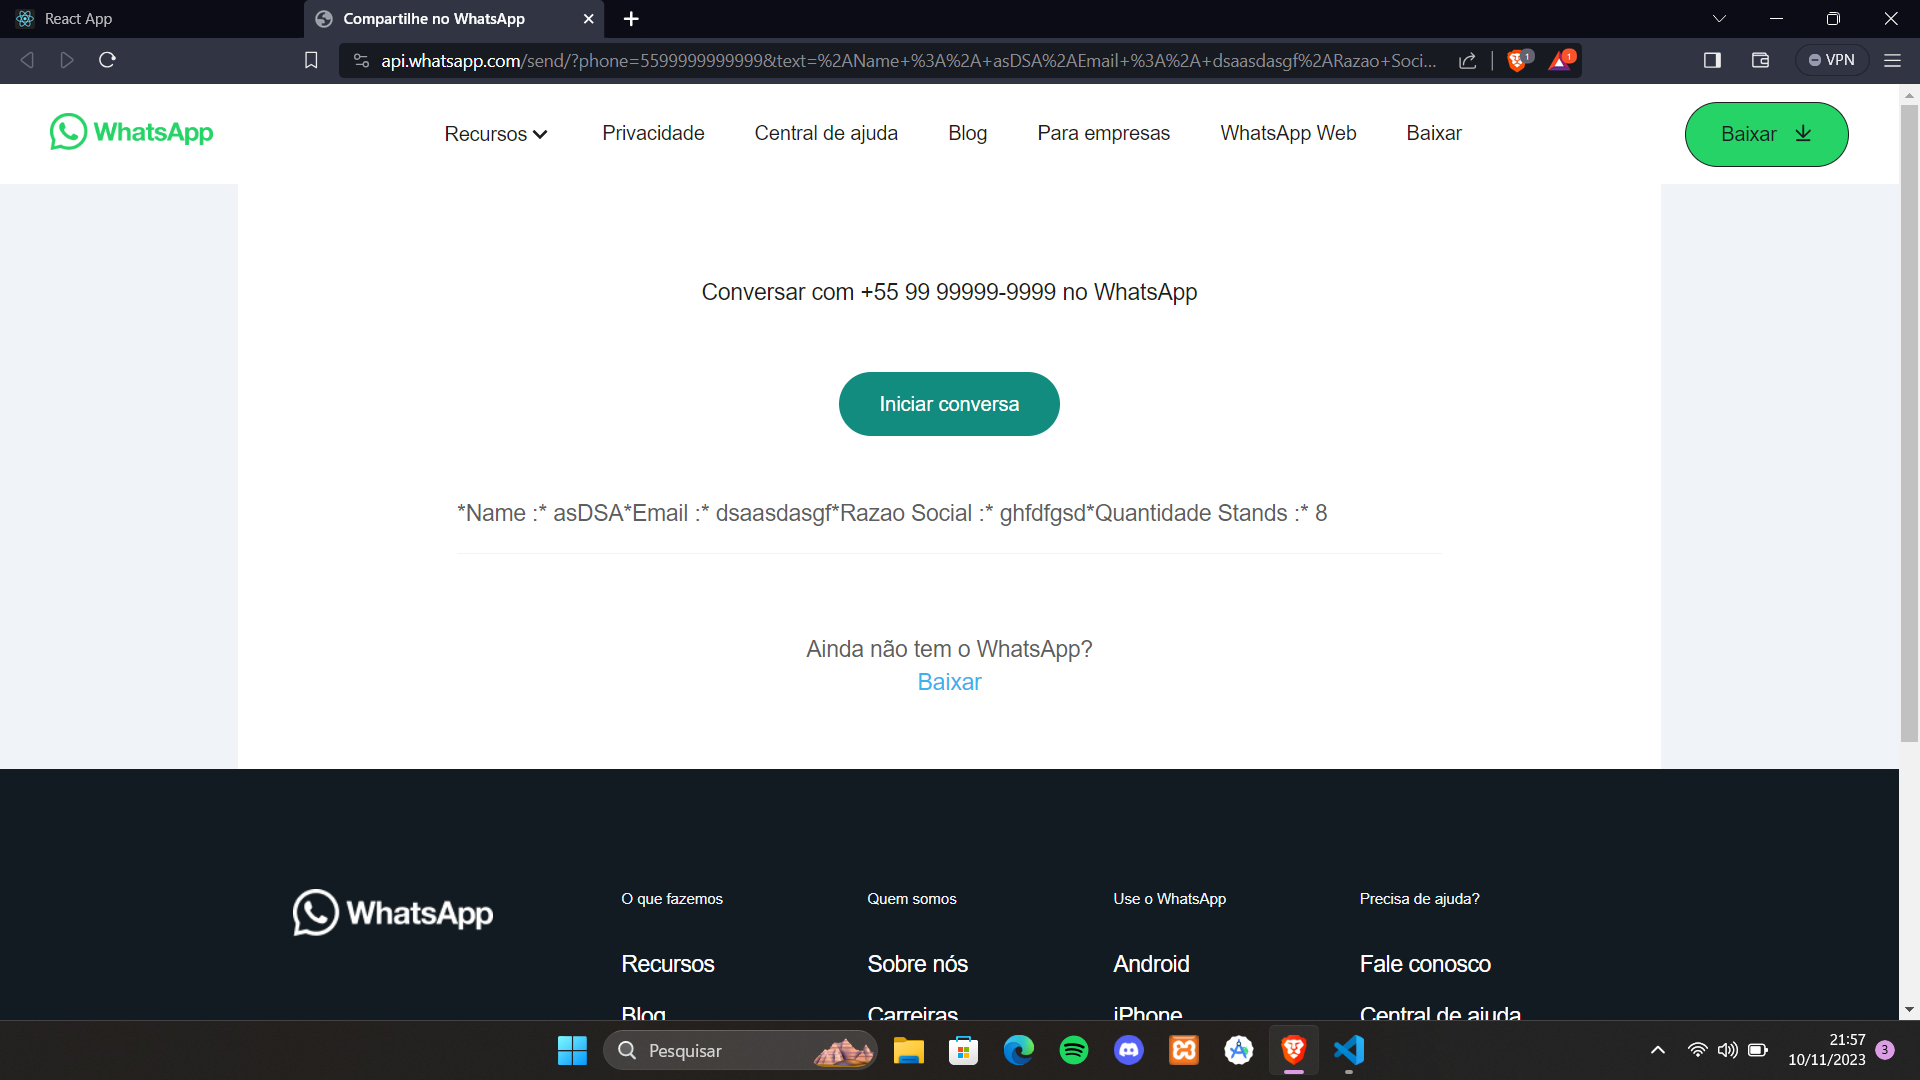 React App
Compartilhe no WhatsApp
api.whatsapp.com/send/?phone=5599999999999&text=%2AName+%3A%2A+asDSA%2AEmail+%3A%2A+dsaasdasgf%2ARazao+Soci...
1
1
VPN
WhatsApp
Recursos
Privacidade
Central de ajuda
Blog
Para empresas
WhatsApp Web
Baixar
Baixar
Conversar com +55 99 99999-9999 no WhatsApp
Iniciar conversa
*Name :* asDSA*Email :* dsaasdasgf*Razao Social :* ghfdfgsd*Quantidade Stands :* 8
Ainda não tem o WhatsApp?
Baixar
WhatsApp
O que fazemos
Recursos
Blog
Quem somos
Sobre nós
Carreiras
Use o WhatsApp
Android
iPhone
Precisa de ajuda?
Fale conosco
Central de ajuda
Pesquisar
21:57
10/11/2023
3